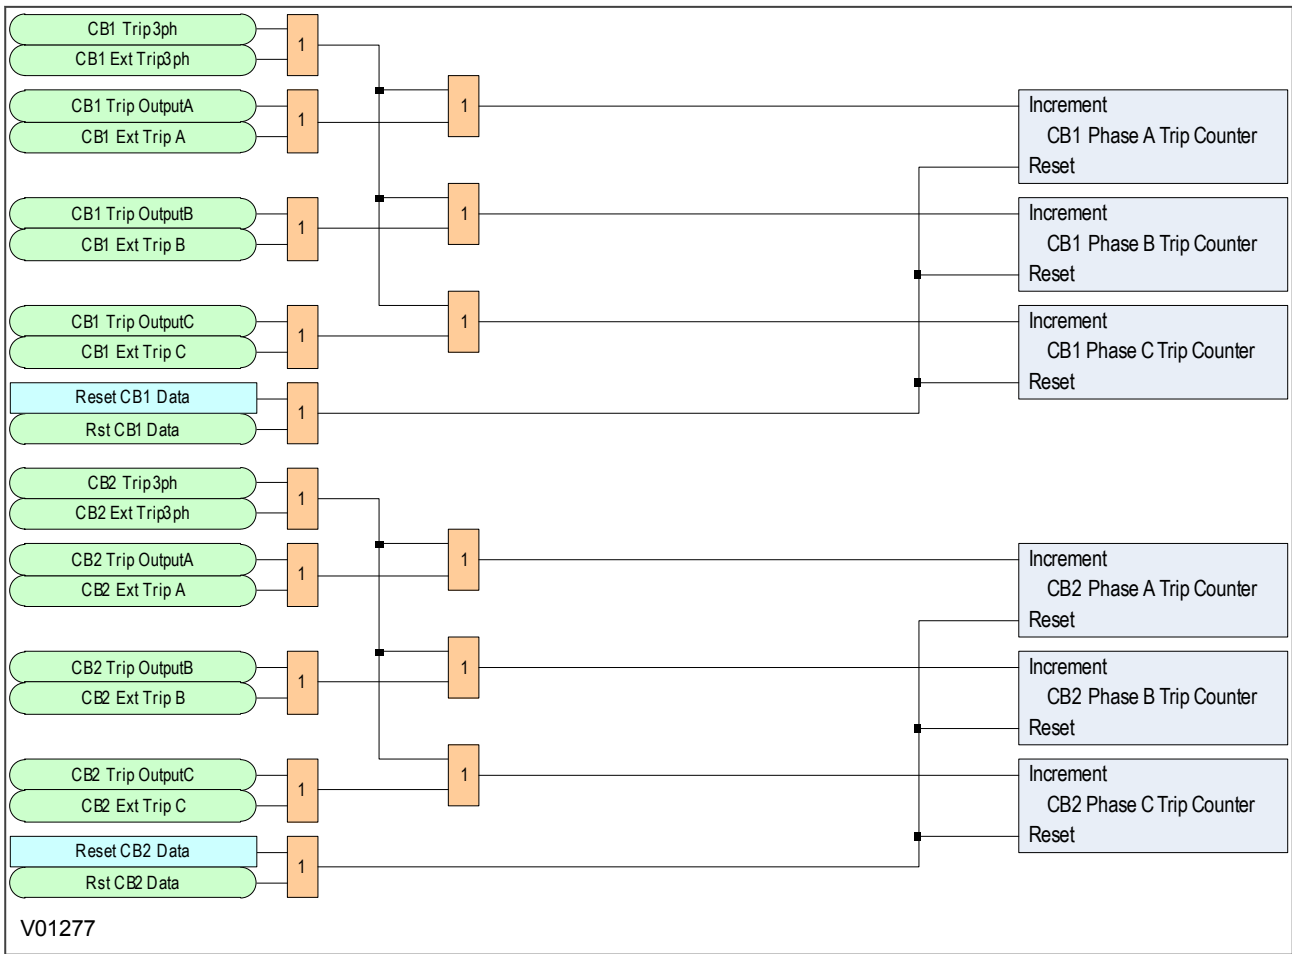 CB1 Trip3ph
CB1 Ext Trip3ph
1
CB1 Trip OutputA
CB1 Ext Trip A
1
1
Increment
CB1 Phase A Trip Counter
Reset
CB1 Trip OutputB
CB1 Ext Trip B
1
1
Increment
CB1 Phase B Trip Counter
Reset
CB1 Trip OutputC
CB1 Ext Trip C
1
1
Increment
CB1 Phase C Trip Counter
Reset
Reset CB1 Data
Rst CB1 Data
1
CB2 Trip3ph
CB2 Ext Trip3ph
1
CB2 Trip OutputA
CB2 Ext Trip A
1
1
Increment
CB2 Phase A Trip Counter
Reset
CB2 Trip OutputB
CB2 Ext Trip B
1
1
Increment
CB2 Phase B Trip Counter
Reset
CB2 Trip OutputC
CB2 Ext Trip C
1
1
Increment
CB2 Phase C Trip Counter
Reset
Reset CB2 Data
Rst CB2 Data
1
V01277